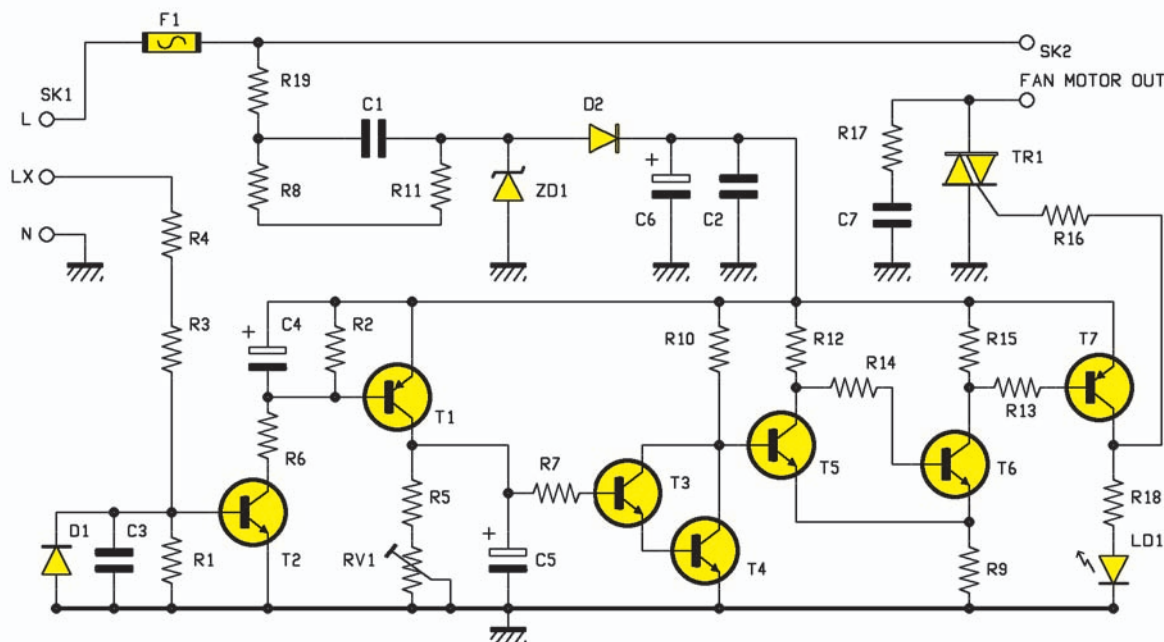 F1
SK2
R19
SK1
C1
D2
FAN MOTOR OUT
L
R17
TR1
LX
R8
R11
ZD1
+
C6
C2
C7
R16
N
R4
+
C4
R2
R10
R12
R15
T7
R3
R14
R13
T1
R6
R7
T3
T5
T6
R5
R18
D1
C3
R1
T2
RV1
+
C5
T4
R9
LD1